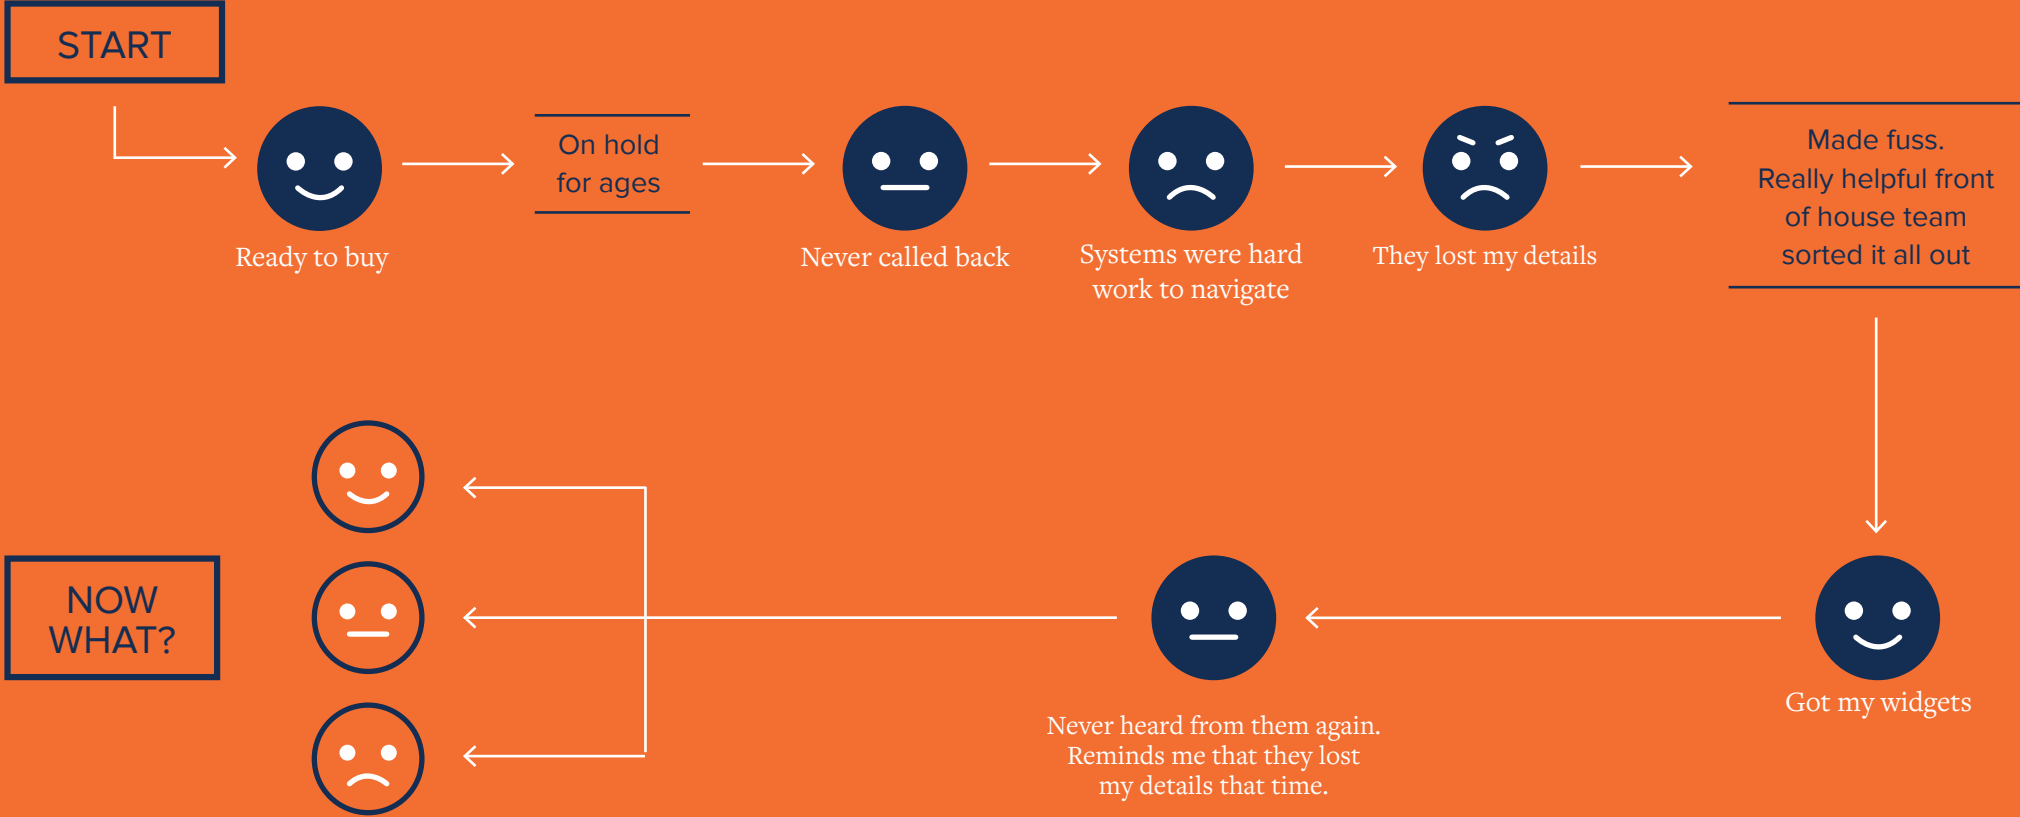 START
On hold
for ages
Ready to buy
Never called back
Systems were hard
work to navigate
They lost my details
Made fuss.
Really helpful front
of house team
sorted it all out
Got my widgets
Never heard from them again.
Reminds me that they lost
my details that time.
NOW
WHAT?